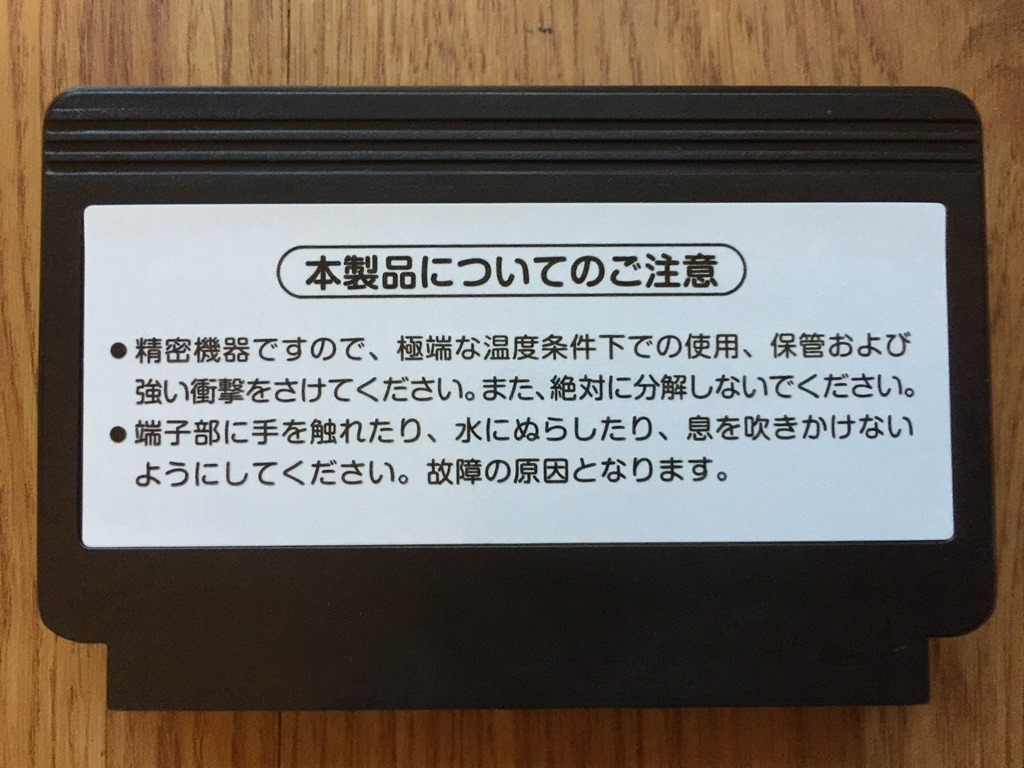 本製品についてのご注意
●精密機器ですので、極端な温度条件下での使用、保管および
強い衝撃をさけてください。また、絶対に分解しないでください。
●端子部に手を触れたり、水にぬらしたり、息を吹きかけない
ようにしてください。故障の原因となります。